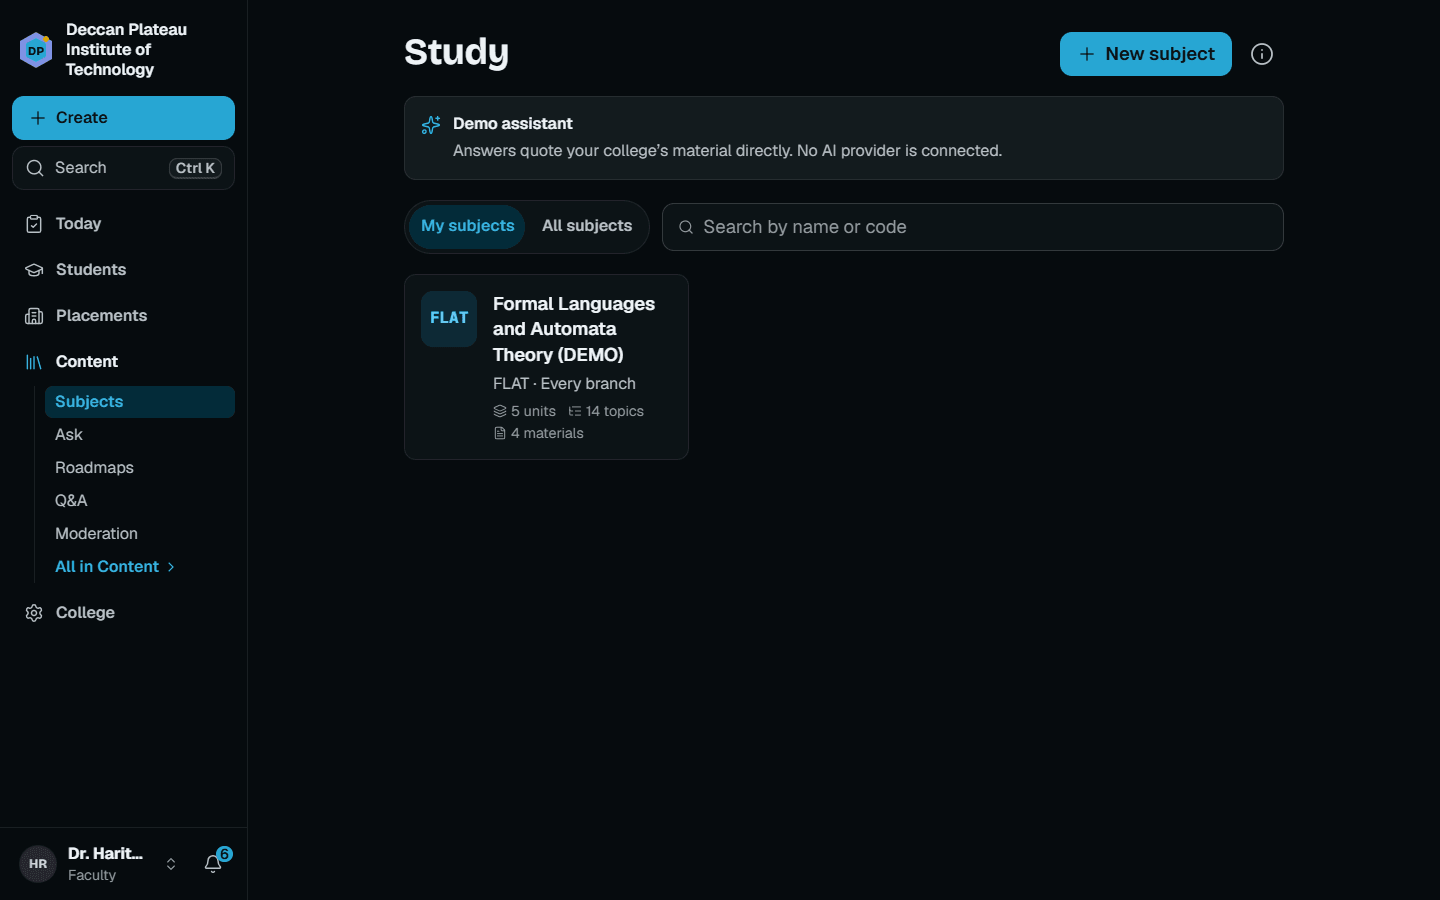 Deccan Plateau
Institute of
Technology
DP
Create
Search
Ctrl K
Today
Students
Placements
Content
Subjects
Ask
Roadmaps
Q&A
Moderation
All in Content
College
HR
Dr. Harit...
Faculty
6
Study
New subject
Demo assistant
Answers quote your college's material directly. No AI provider is connected.
My subjects
All subjects
Search by name or code
FLAT
Formal Languages
and Automata
Theory (DEMO)
FLAT · Every branch
5 units
14 topics
4 materials